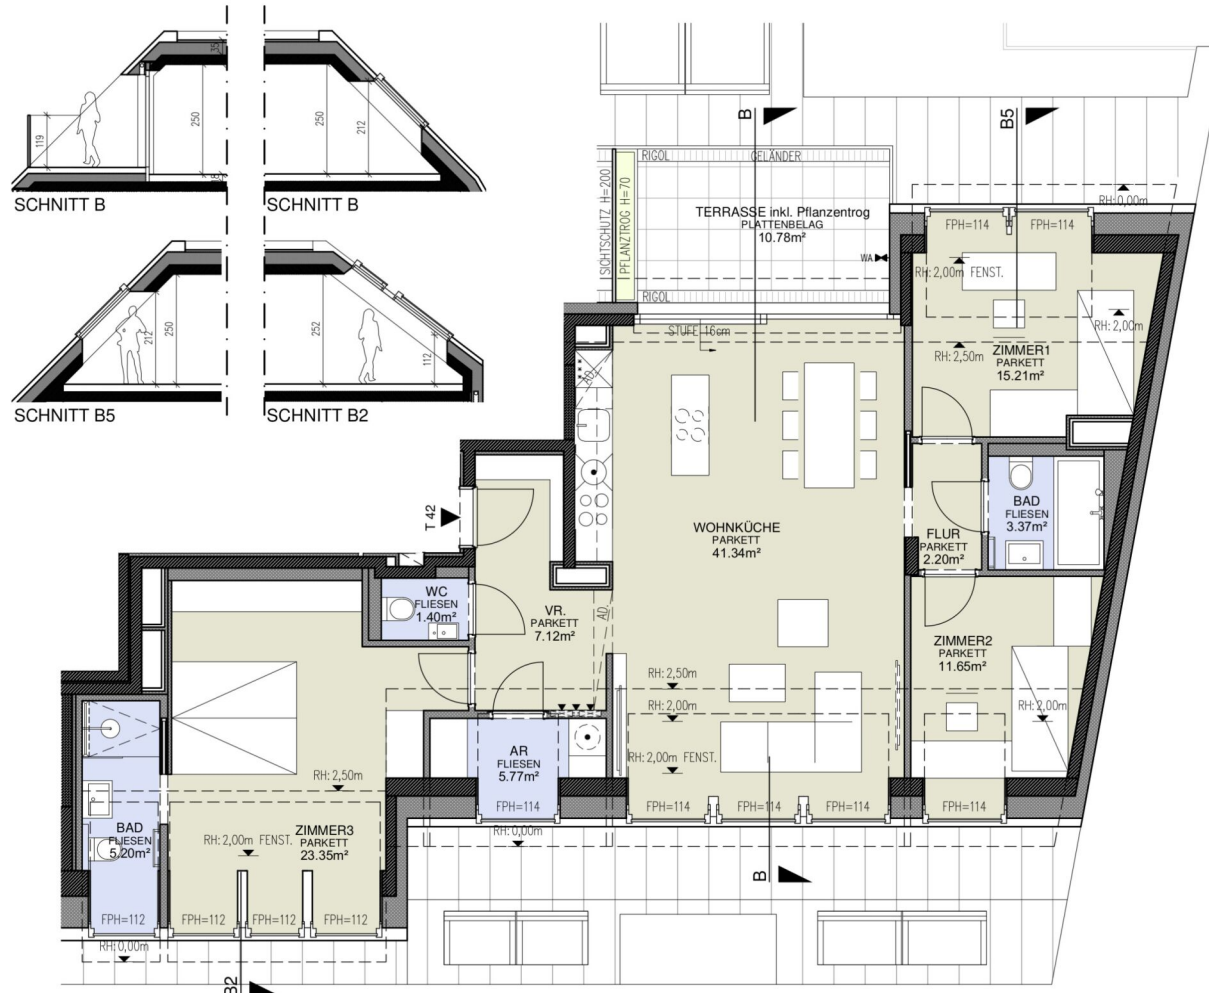 35
119
250
250
212
18
SCHNITT B
SCHNITT B
212
250
252
112
SCHNITT B5
SCHNITT B2
B
B5
RIGOL
GELÄNDER
SICHTSCHUTZ H=200
PFLANZTROG H=70
TERRASSE inkl. Pflanzentrog
PLATTENBELAG
10.78m²
WA
RIGOL
STUFE 16cm
RH:0,00m
FPH=114
FPH=114
RH:2,00m FENST.
RH:2,00m
RH:2,50m
ZIMMER1
PARKETT
15.21m²
T 42
WOHNKÜCHE
PARKETT
41.34m²
FLUR
PARKETT
2.20m²
BAD
FLIESEN
3.37m²
WC
FLIESEN
1.40m²
VR.
PARKETT
7.12m²
AD
ZIMMER2
PARKETT
11.65m²
RH:2,50m
RH:2,00m
RH:2,00m
RH:2,00m FENST.
AR
FLIESEN
5.77m²
RH:2,50m
FPH=114
FPH=114
FPH=114
FPH=114
FPH=114
RH:0,00m
BAD
FLIESEN
5.20m²
RH:2,00m FENST.
ZIMMER3
PARKETT
23.35m²
B
FPH=112
FPH=112
FPH=112
FPH=112
RH:0,00m
B2